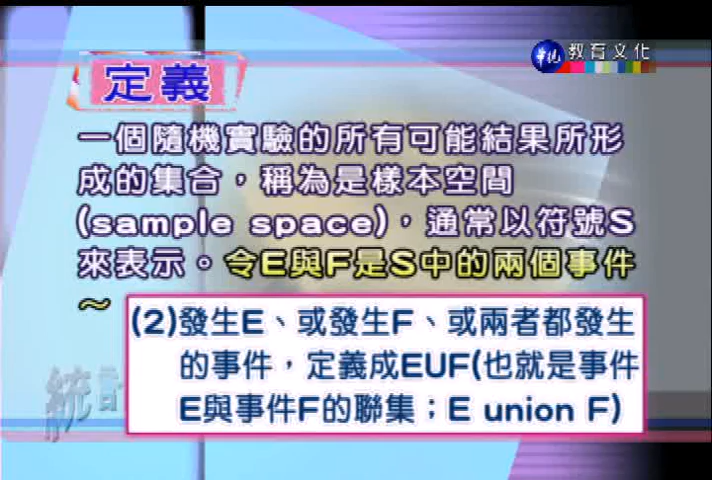 華視 教育文化
定義
一個隨機實驗的所有可能結果所形
成的集合，稱為是樣本空間
(sample space)，通常以符號S
來表示。令E與F是S中的兩個事件
~
(2)發生E、或發生F、或兩者都發生
的事件，定義成EUF(也就是事件
E與事件F的聯集；E union F)
統計